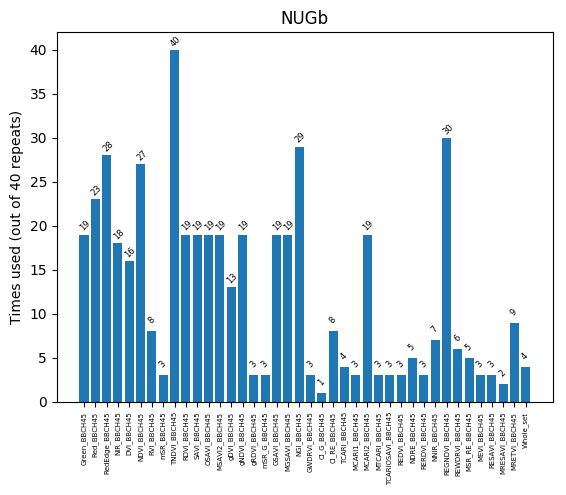 NUGb
Times used (out of 40 repeats)
40
35
30
25
20
15
10
5
0
19
23
28
18
16
27
8
3
40
19
19
19
19
13
19
3
3
19
19
29
3
1
8
4
3
19
3
3
3
5
3
7
30
6
5
3
3
2
9
4
Green_BBCH45
Red_BBCH45
RedEdge_BBCH45
NIR_BBCH45
DVI_BBCH45
NDVI_BBCH45
RVI_BBCH45
mSR_BBCH45
TNDVI_BBCH45
RDVI_BBCH45
SAVI_BBCH45
OSAVI_BBCH45
MSAVI2_BBCH45
gDVI_BBCH45
gNDVI_BBCH45
gRDVI_BBCH45
mSR_G_BBCH45
GSAVI_BBCH45
MGSAVI_BBCH45
NGI_BBCH45
GWDRVI_BBCH45
CI_G_BBCH45
CI_RE_BBCH45
TCARI_BBCH45
MCARI1_BBCH45
MCARI2_BBCH45
MTCARI_BBCH45
TCARIOSAVI_BBCH45
REDVI_BBCH45
NDRE_BBCH45
RERDVI_BBCH45
NNIR_BBCH45
REGNDVI_BBCH45
REWDRVI_BBCH45
MSR_RE_BBCH45
MEVI_BBCH45
RESAVI_BBCH45
MRESAVI_BBCH45
MRETVI_BBCH45
Whole_set